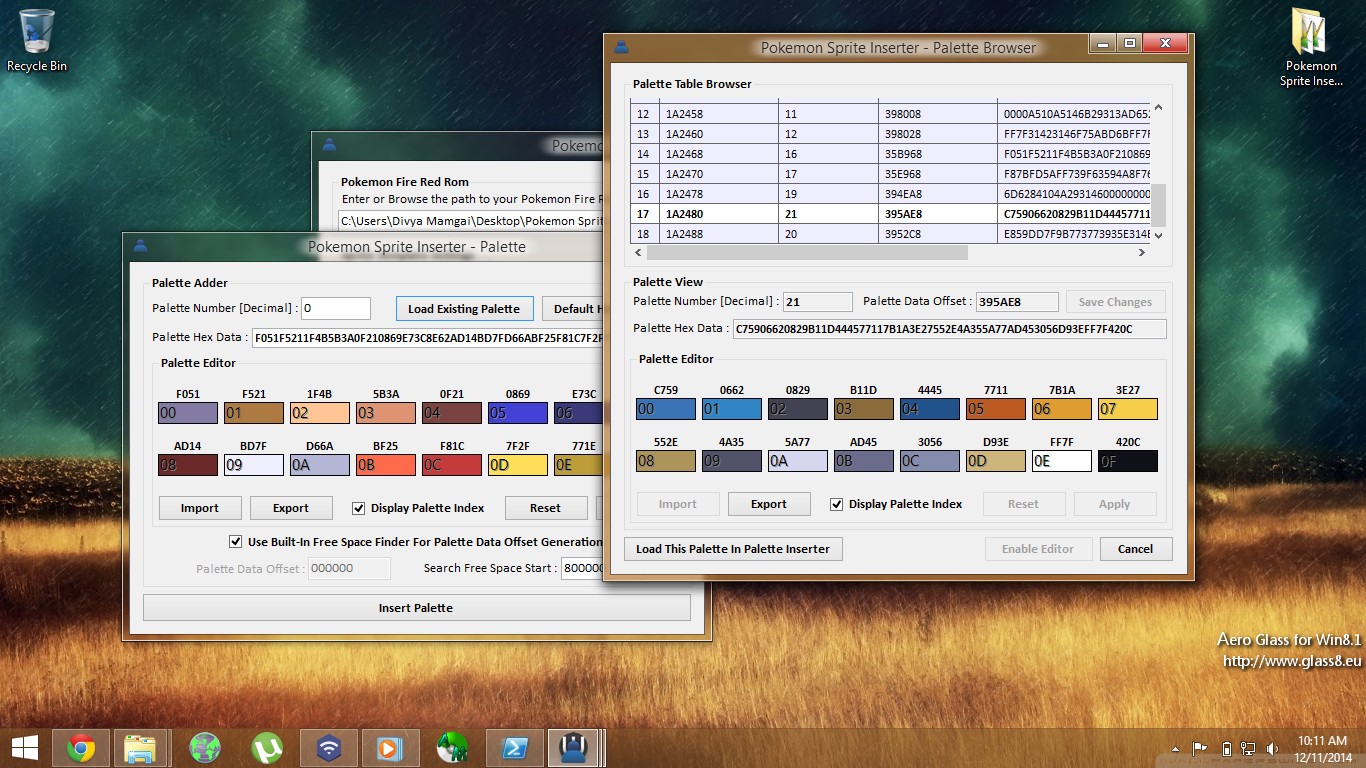 Recycle Bin
Pokemon
Sprite Inse...
Pokemon Sprite Inserter - Palette Browser
Palette Table Browser
12 1A2458 11 398008 0000A510A5146B29313AD652
13 1A2460 12 398028 FF7F31423146F75ABD6BFF7F
14 1A2468 16 35B968 F051F5211F4B5B3A0F210869
15 1A2470 17 35E968 F87BFD5AFF739F63594A8F76
16 1A2478 19 394EA8 6D6284104A29314600000000
17 1A2480 21 395AE8 C75906620829B11D44457711
18 1A2488 20 3952C8 E859DD7F9B773773935E314E
Palette View
Palette Number [Decimal] : 21 Palette Data Offset : 395AE8 Save Changes
Palette Hex Data : C75906620829B11D444577117B1A3E27552E4A355A77AD453056D93EFF7F420C
Palette Editor
C759 0662 0829 B11D 4445 7711 7B1A 3E27
00 01 02 03 04 05 06 07
552E 4A35 5A77 AD45 3056 D93E FF7F 420C
08 09 0A 0B 0C 0D 0E 0F
Import Export Display Palette Index Reset Apply
Load This Palette In Palette Inserter Enable Editor Cancel
Pokemo
Pokemon Fire Red Rom
Enter or Browse the path to your Pokemon Fire R
C:\Users\Divya Mamgai\Desktop\Pokemon Sprit
Pokemon Sprite Inserter - Palette
Palette Adder
Palette Number [Decimal] : 0 Load Existing Palette Default H
Palette Hex Data : F051F5211F4B5B3A0F210869E73C8E62AD14BD7FD66ABF25F81C7F2F
Palette Editor
F051 F521 1F4B 5B3A 0F21 0869 E73C
00 01 02 03 04 05 06
AD14 BD7F D66A BF25 F81C 7F2F 771E
08 09 0A 0B 0C 0D 0E
Import Export Display Palette Index Reset
Use Built-In Free Space Finder For Palette Data Offset Generation
Palette Data Offset : 000000 Search Free Space Start : 800000
Insert Palette
Aero Glass for Win8.1
http://www.glass8.eu
10:11 AM
12/11/2014